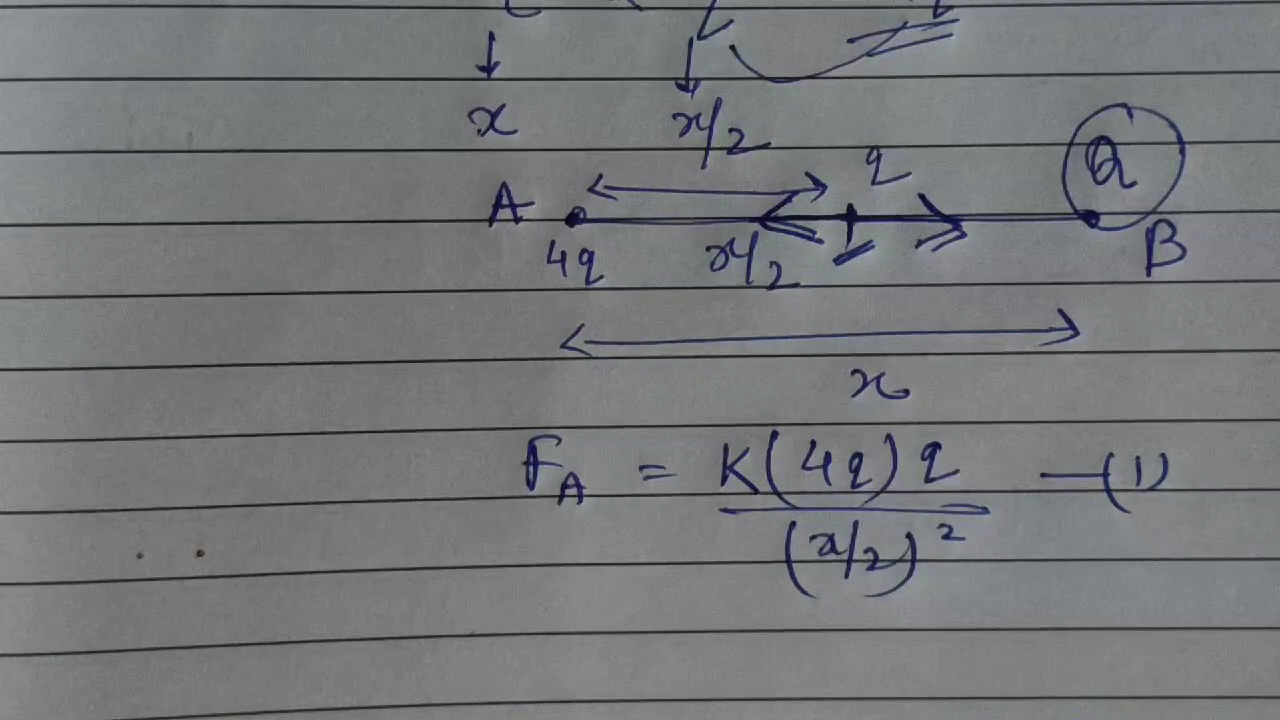 x x/2
q Q
A
4q x/2 B
x
F_A = K(4q)q / (x/2)² —(1)